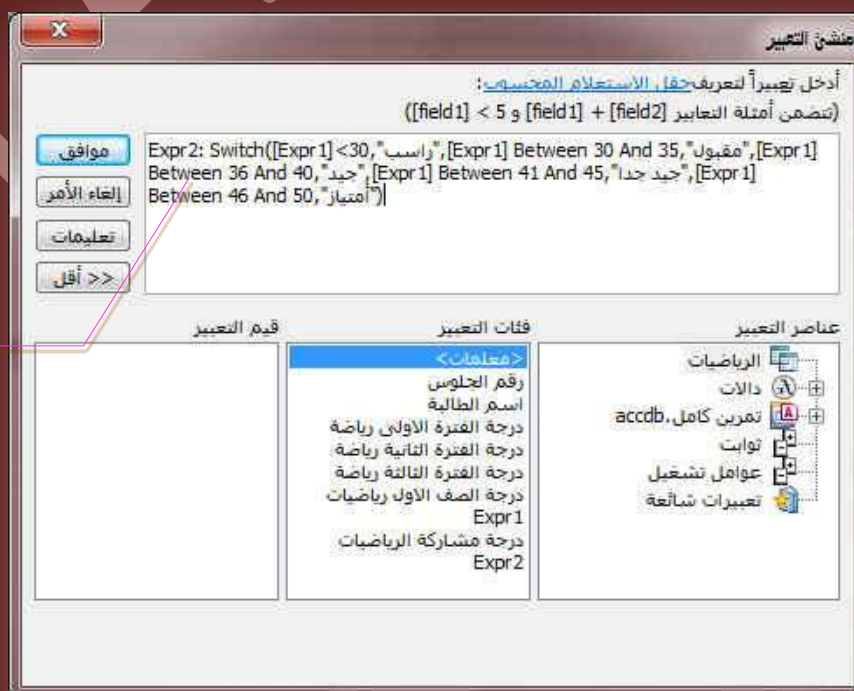 منشئ التعبير
أدخل تعبيراً لتعريف حقل الاستعلام المحسوب:
(تتضمن أمثلة التعابير [field1] + [field2] و [field1] < 5)
Expr2: Switch([Expr1]<30,"راسب",[Expr1] Between 30 And 35,"مقبول",[Expr1]
Between 36 And 40,"جيد",[Expr1] Between 41 And 45,"جيد جدا",[Expr1]
Between 46 And 50,"أمتياز")
موافق
إلغاء الأمر
تعليمات
<< أقل
عناصر التعبير
الرياضيات
دالات
تمرين كامل.accdb
ثوابت
عوامل تشغيل
تعبيرات شائعة
فئات التعبير
<معلمات>
رقم الجلوس
اسم الطالبة
درجة الفترة الاولى رياضة
درجة الفترة الثانية رياضة
درجة الفترة الثالثة رياضة
درجة الصف الاول رياضيات
Expr1
درجة مشاركة الرياضيات
Expr2
قيم التعبير